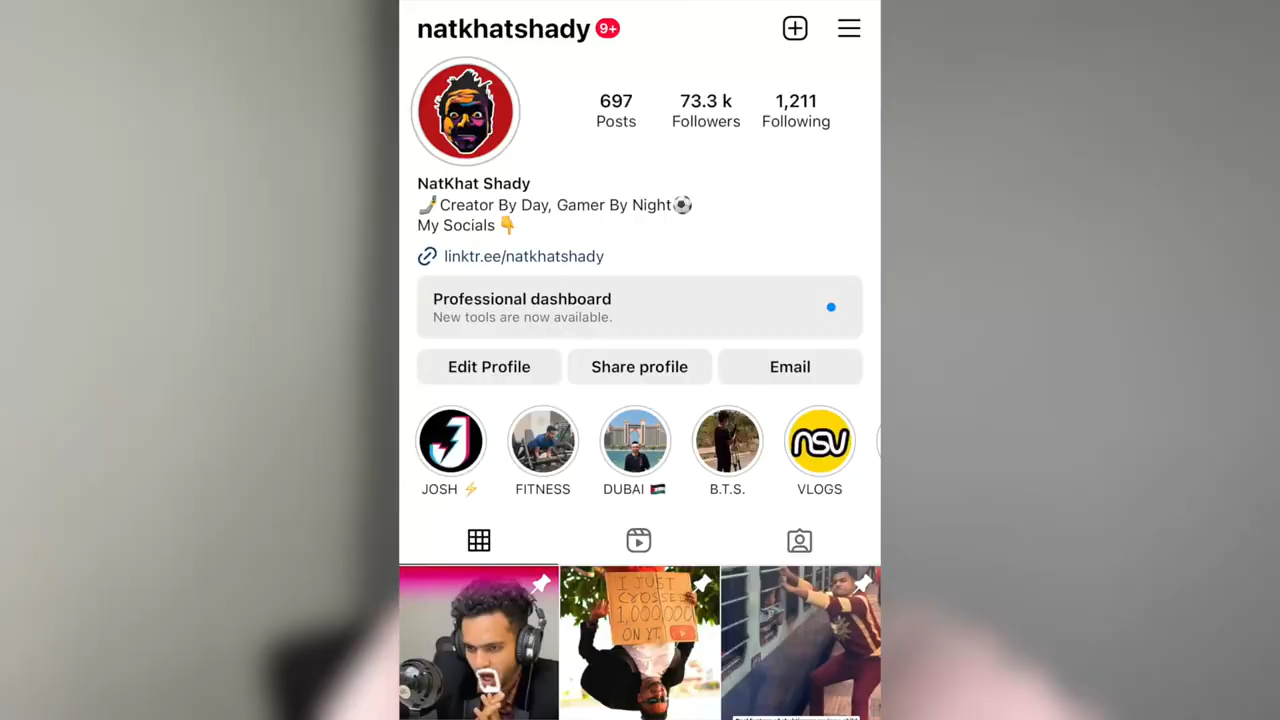 natkhatshady 9+
697 73.3 k 1,211
Posts Followers Following
NatKhat Shady
🤳Creator By Day, Gamer By Night⚽
My Socials 👇
linktr.ee/natkhatshady
Professional dashboard
New tools are now available.
Edit Profile Share profile Email
NSV
JOSH ⚡ FITNESS DUBAI 🇵🇸 B.T.S. VLOGS
I JUST
CROSSED
1,000,000
ON YT.